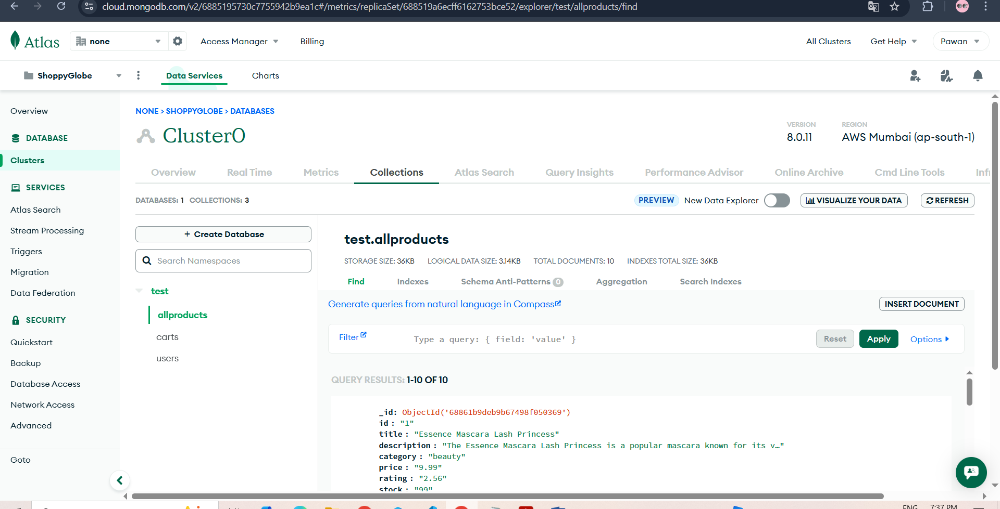 cloud.mongodb.com/v2/6885195730c7755942b9ea1c#/metrics/replicaSet/688519a6ecff6162753bce52/explorer/test/allproducts/find
Atlas
none
Access Manager
Billing
All Clusters
Get Help
Pawan
ShoppyGlobe
Data Services
Charts
Overview
DATABASE
Clusters
SERVICES
Atlas Search
Stream Processing
Triggers
Migration
Data Federation
SECURITY
Quickstart
Backup
Database Access
Network Access
Advanced
Goto
NONE > SHOPPYGLOBE > DATABASES
Cluster0
VERSION
8.0.11
REGION
AWS Mumbai (ap-south-1)
Overview
Real Time
Metrics
Collections
Atlas Search
Query Insights
Performance Advisor
Online Archive
Cmd Line Tools
DATABASES: 1 COLLECTIONS: 3
PREVIEW
New Data Explorer
VISUALIZE YOUR DATA
REFRESH
+ Create Database
Search Namespaces
test
allproducts
carts
users
test.allproducts
STORAGE SIZE: 36KB LOGICAL DATA SIZE: 3.14KB TOTAL DOCUMENTS: 10 INDEXES TOTAL SIZE: 36KB
Find
Indexes
Schema Anti-Patterns 0
Aggregation
Search Indexes
Generate queries from natural language in Compass
INSERT DOCUMENT
Filter
Type a query: { field: 'value' }
Reset
Apply
Options
QUERY RESULTS: 1-10 OF 10
_id: ObjectId('68861b9deb9b67498f050369')
id : "1"
title : "Essence Mascara Lash Princess"
description : "The Essence Mascara Lash Princess is a popular mascara known for its v…"
category : "beauty"
price : "9.99"
rating : "2.56"
stock : "99"
ENG
7:37 PM